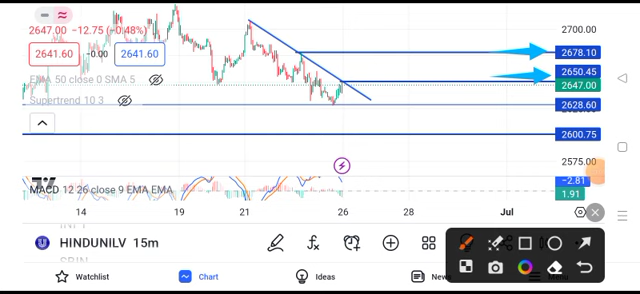 2647.00 −12.75 (−0.48%)
2641.60 −0.00 2641.60
EMA 50 close 0 SMA 5
Supertrend 10 3
2700.00
2678.10
2650.45
2647.00
2628.60
2600.75
2575.00
−2.81
1.91
MACD 12 26 close 9 EMA EMA
14 19 21 26 28 Jul
HINDUNILV 15m
Watchlist Chart Ideas News